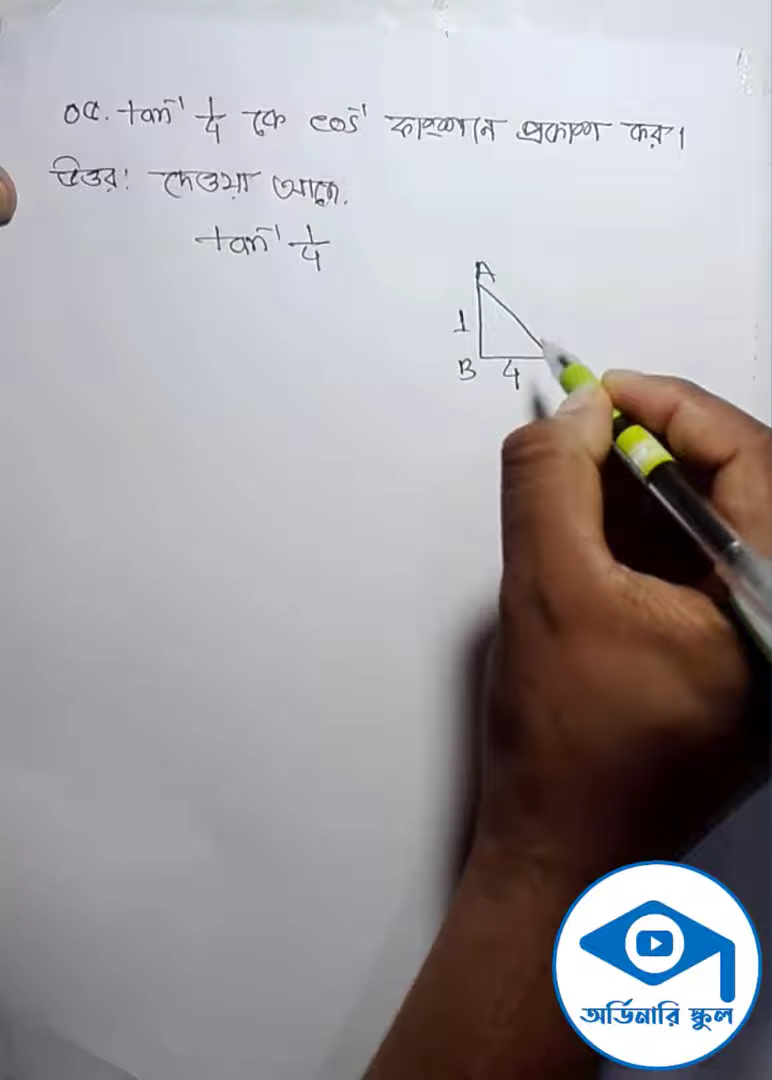 ০৫. tan⁻¹ 1/4 কে cos⁻¹ ফাংশনে প্রকাশ কর।
উত্তর: দেওয়া আছে,
tan⁻¹ 1/4
A
1
B 4
অর্ডিনারি স্কুল